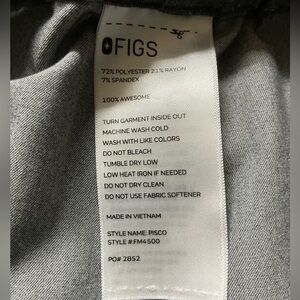 FIGS
72% POLYESTER 21% RAYON
7% SPANDEX
100% AWESOME
TURN GARMENT INSIDE OUT
MACHINE WASH COLD
WASH WITH LIKE COLORS
DO NOT BLEACH
TUMBLE DRY LOW
LOW HEAT IRON IF NEEDED
DO NOT DRY CLEAN
DO NOT USE FABRIC SOFTENER
MADE IN VIETNAM
STYLE NAME: PISCO
STYLE #:FM4500
PO# 2852